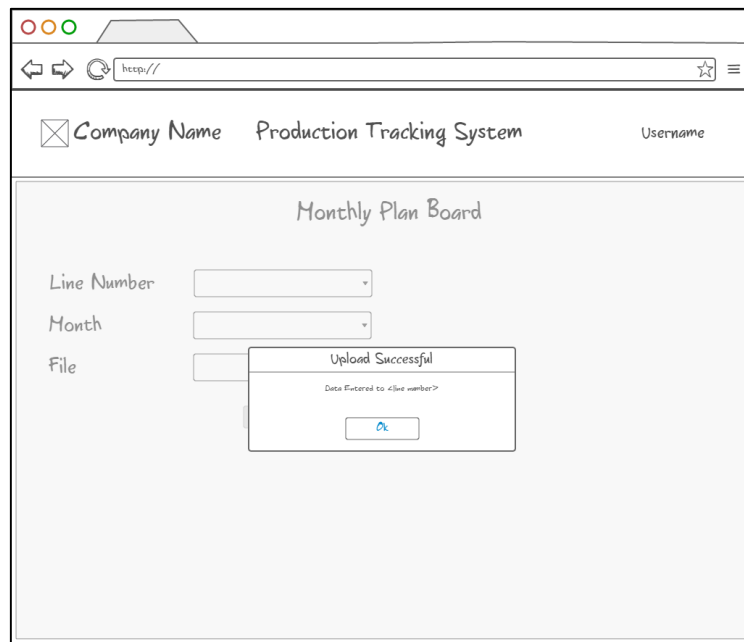 http://
Company Name Production Tracking System Username
Monthly Plan Board
Line Number
Month
File
Upload Successful
Data Entered to <line number>
Ok